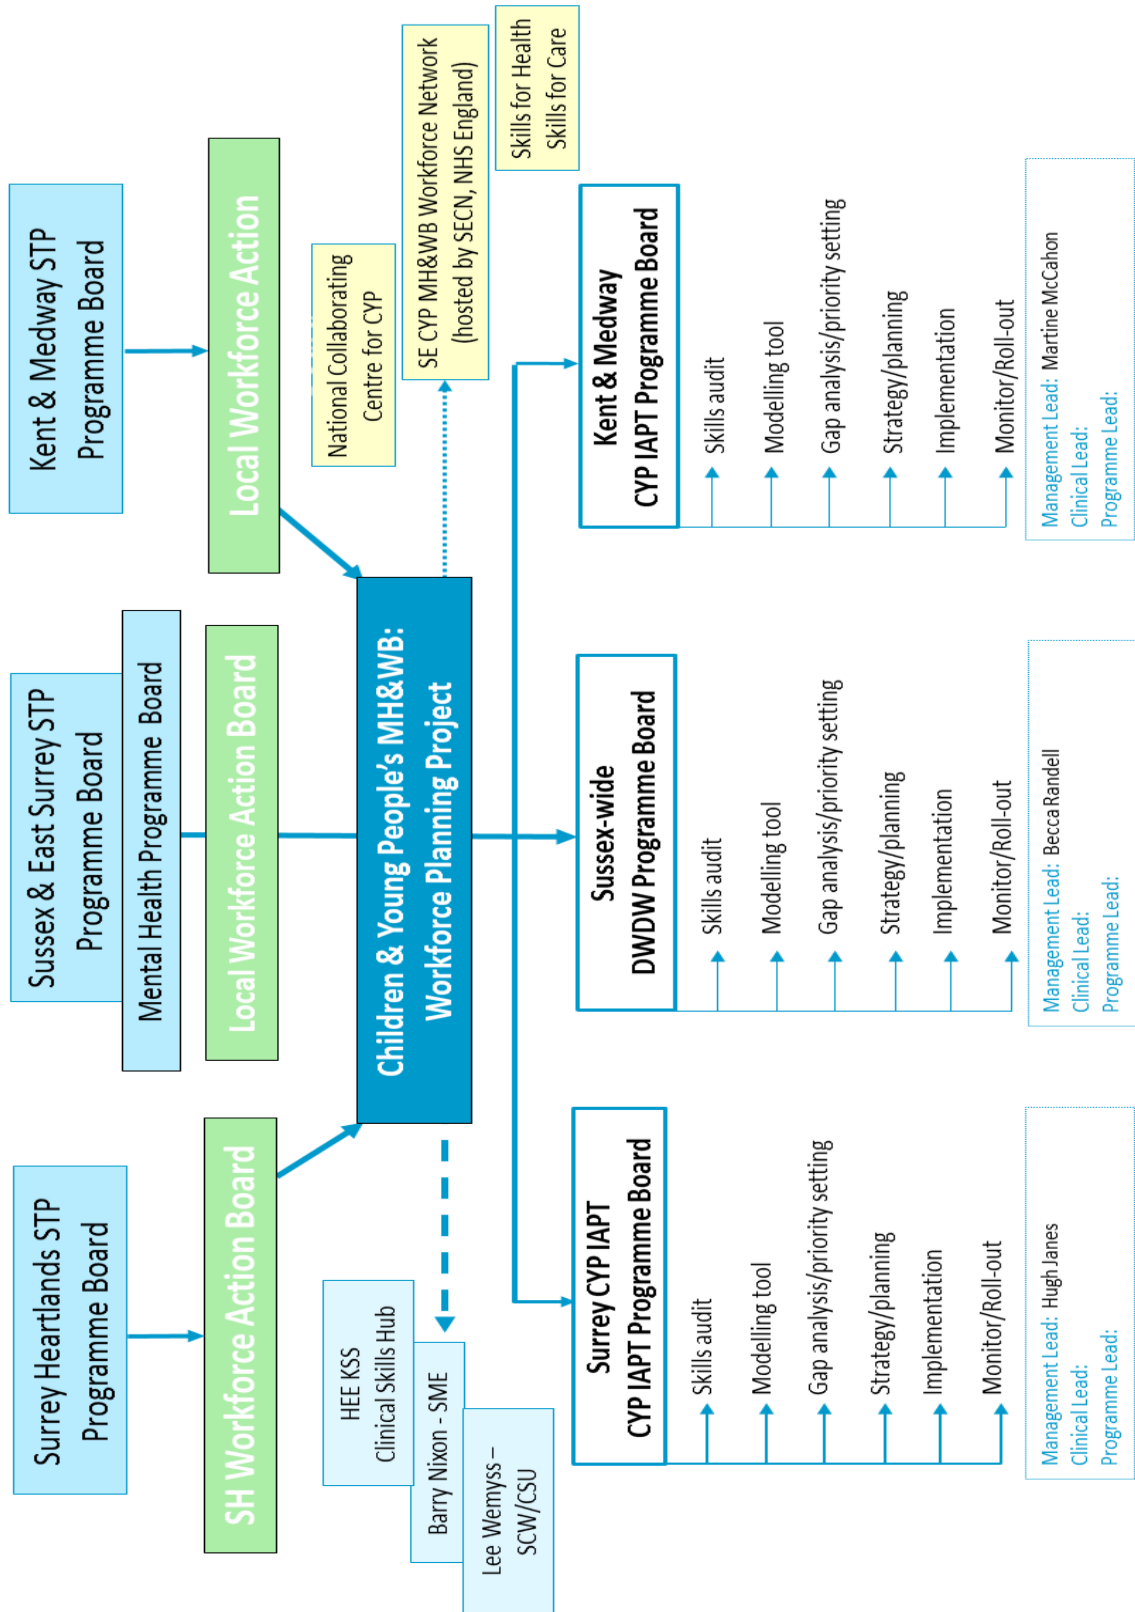 Surrey Heartlands STP
Programme Board
Sussex & East Surrey STP
Programme Board
Mental Health Programme Board
Kent & Medway STP
Programme Board
SH Workforce Action Board
Local Workforce Action Board
Local Workforce Action
HEE KSS
Clinical Skills Hub
Barry Nixon - SME
Lee Wemyss –
SCW/CSU
Children & Young People's MH&WB:
Workforce Planning Project
National Collaborating
Centre for CYP
SE CYP MH&WB Workforce Network
(hosted by SECN, NHS England)
Skills for Health
Skills for Care
Surrey CYP IAPT
CYP IAPT Programme Board
Skills audit
Modelling tool
Gap analysis/priority setting
Strategy/planning
Implementation
Monitor/Roll-out
Management Lead: Hugh Janes
Clinical Lead:
Programme Lead:
Sussex-wide
DWDW Programme Board
Skills audit
Modelling tool
Gap analysis/priority setting
Strategy/planning
Implementation
Monitor/Roll-out
Management Lead: Becca Randell
Clinical Lead:
Programme Lead:
Kent & Medway
CYP IAPT Programme Board
Skills audit
Modelling tool
Gap analysis/priority setting
Strategy/planning
Implementation
Monitor/Roll-out
Management Lead: Martine McCahon
Clinical Lead:
Programme Lead: